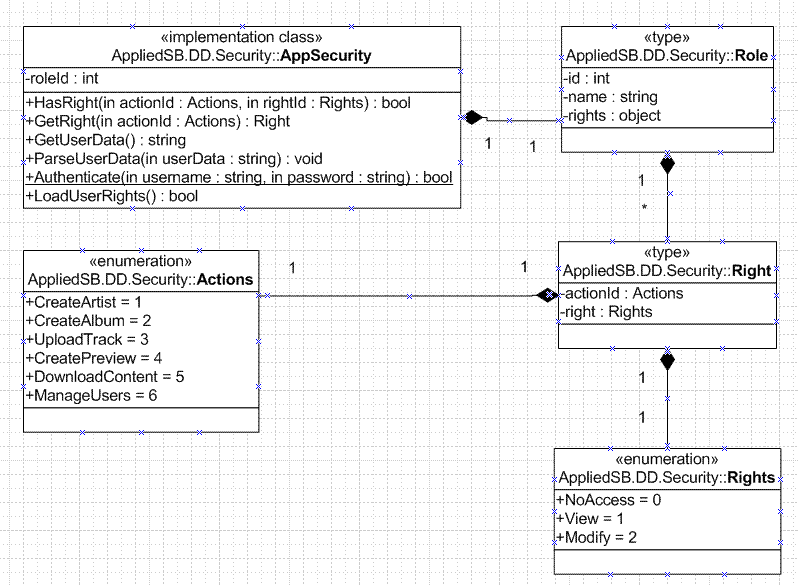 «implementation class»
AppliedSB.DD.Security::AppSecurity
-roleId : int
+HasRight(in actionId : Actions, in rightId : Rights) : bool
+GetRight(in actionId : Actions) : Right
+GetUserData() : string
+ParseUserData(in userData : string) : void
+Authenticate(in username : string, in password : string) : bool
+LoadUserRights() : bool
«type»
AppliedSB.DD.Security::Role
-id : int
-name : string
-rights : object
1
1
1
*
«enumeration»
AppliedSB.DD.Security::Actions
+CreateArtist = 1
+CreateAlbum = 2
+UploadTrack = 3
+CreatePreview = 4
+DownloadContent = 5
+ManageUsers = 6
1
1
«type»
AppliedSB.DD.Security::Right
-actionId : Actions
-right : Rights
1
1
«enumeration»
AppliedSB.DD.Security::Rights
+NoAccess = 0
+View = 1
+Modify = 2